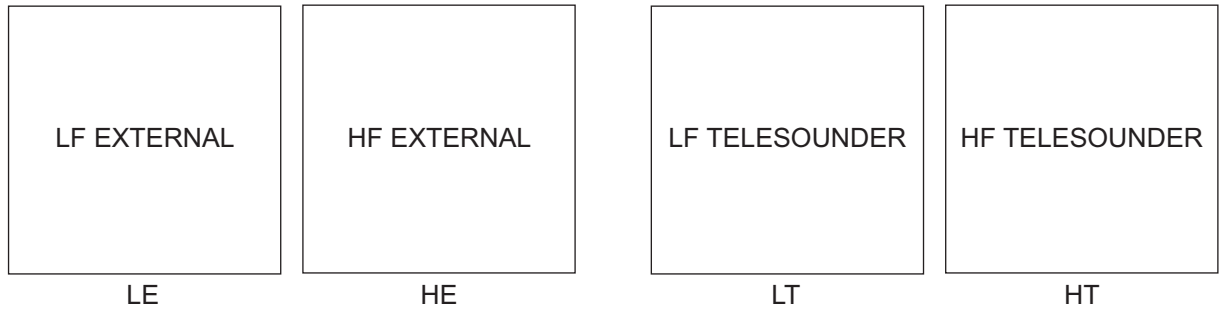 LF EXTERNAL
HF EXTERNAL
LF TELESOUNDER
HF TELESOUNDER
LE
HE
LT
HT